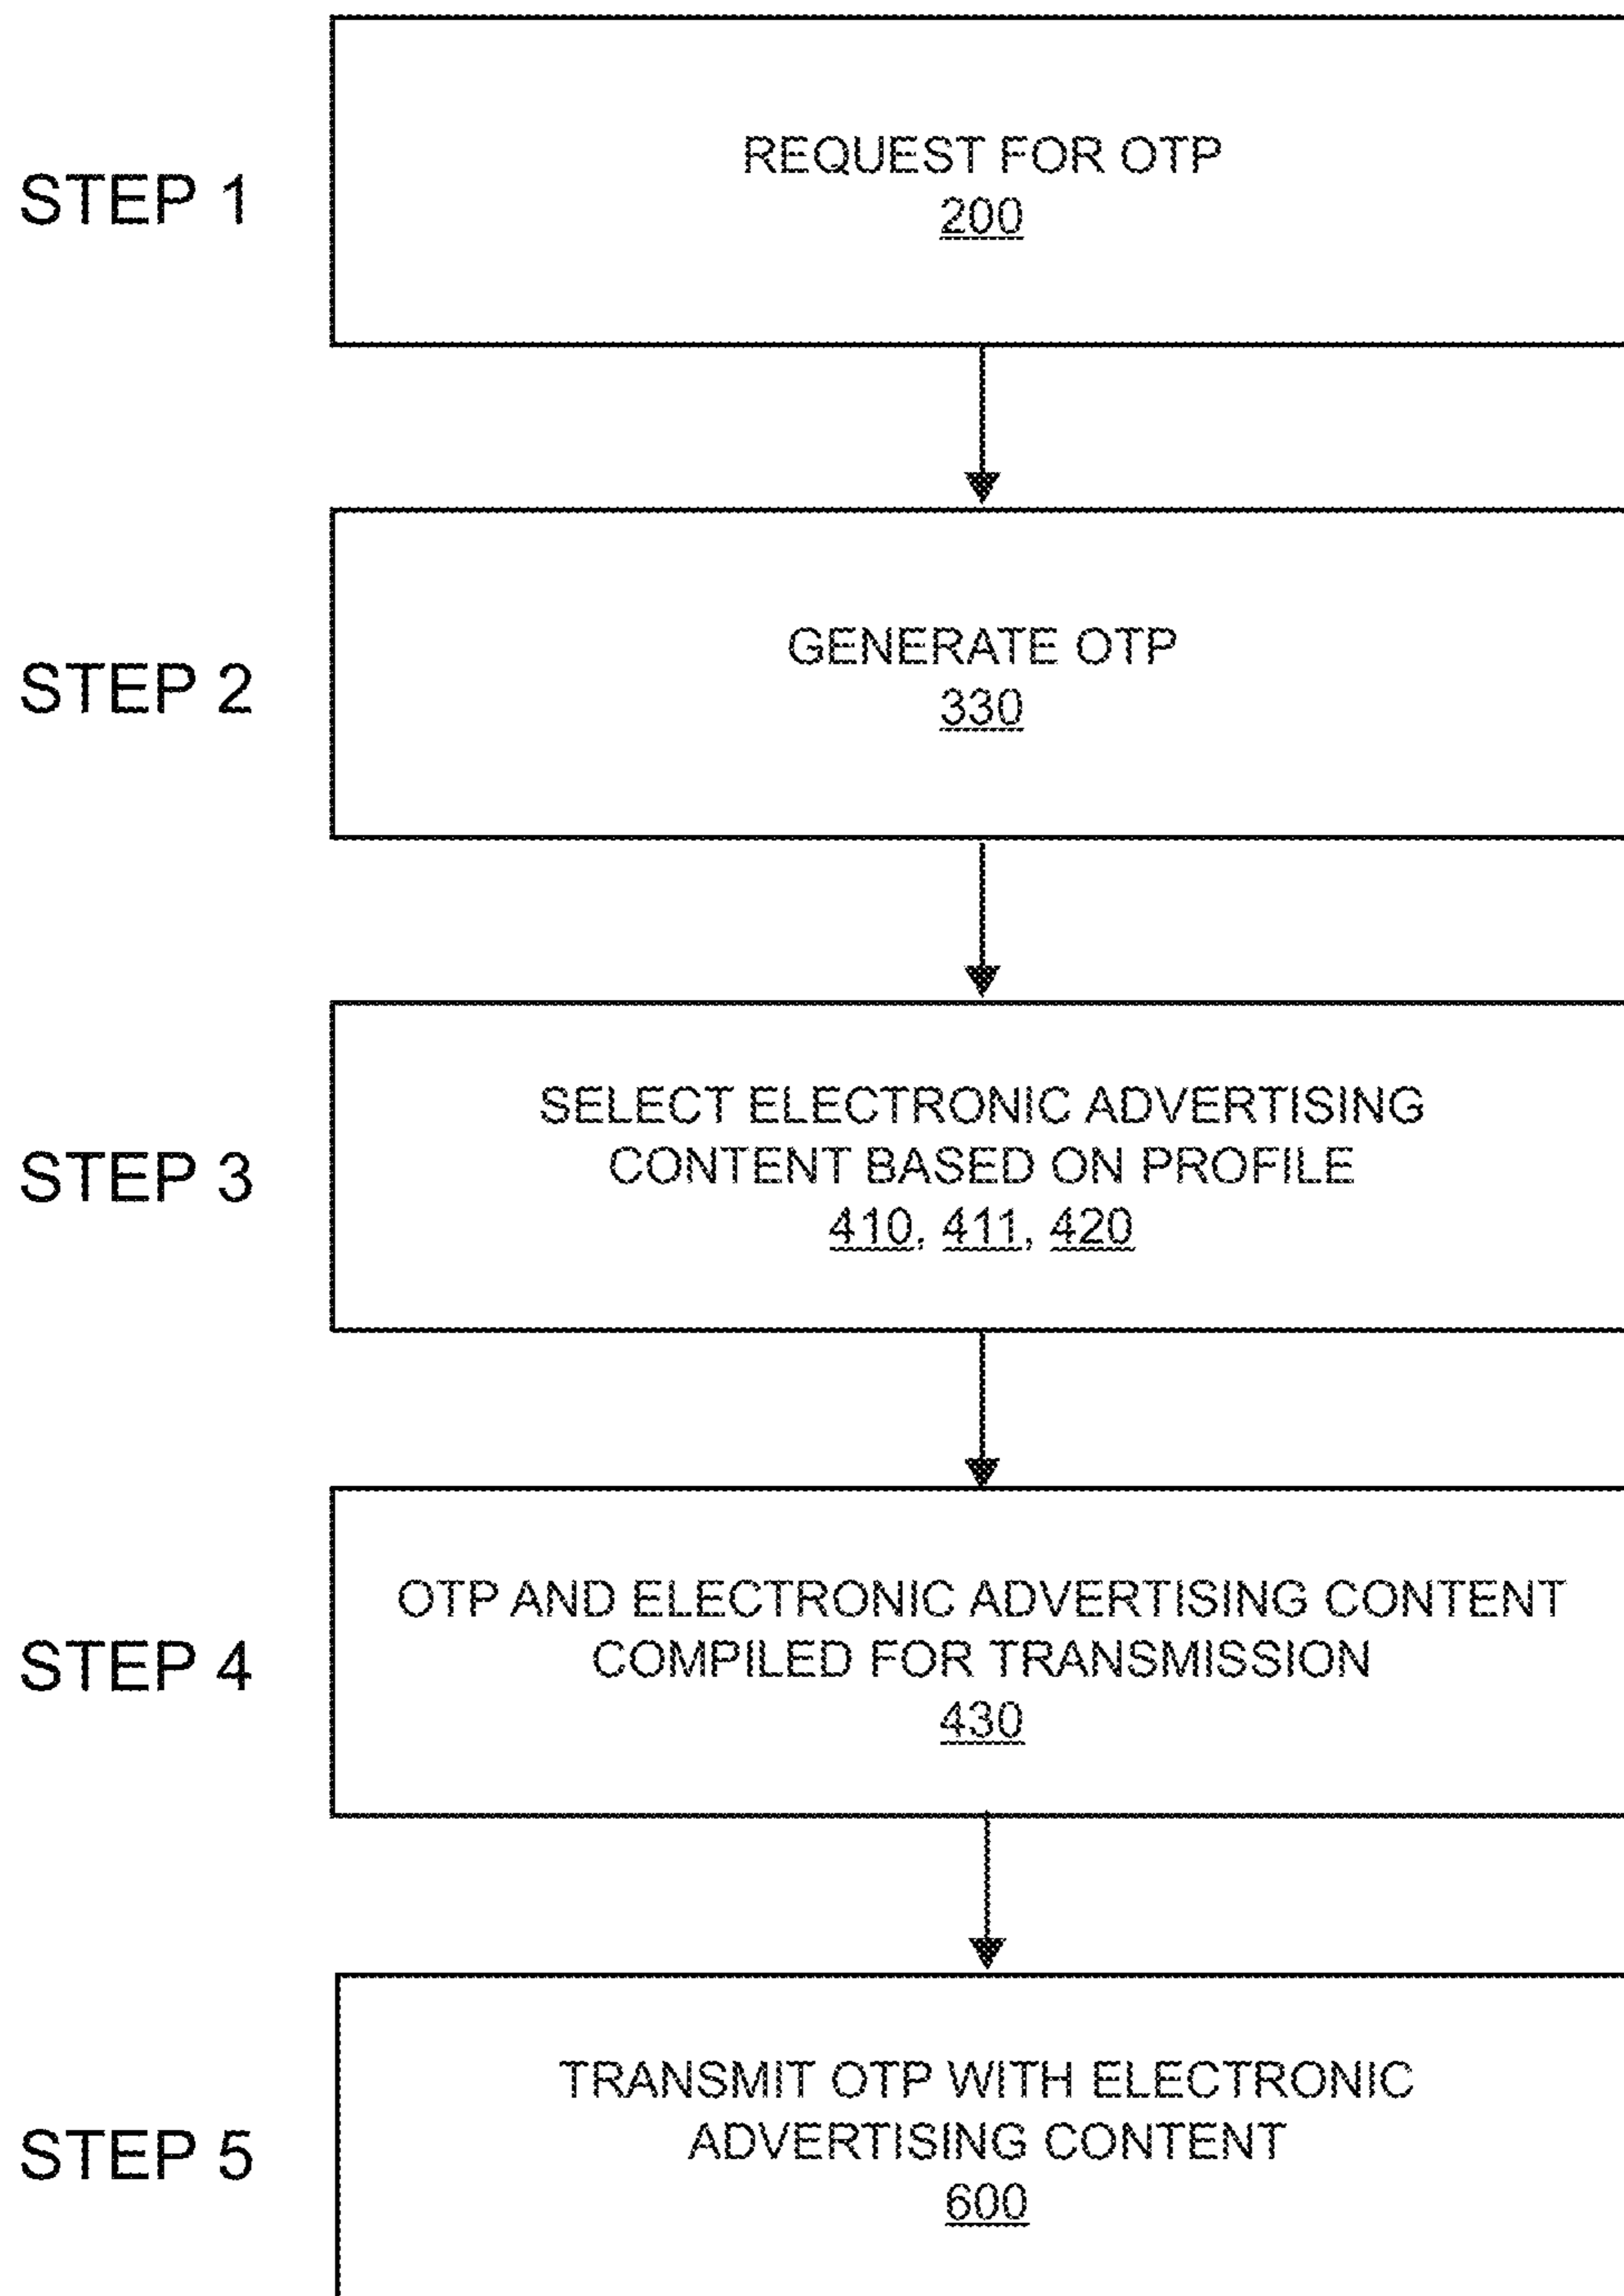 STEP 1
REQUEST FOR OTP
200
STEP 2
GENERATE OTP
330
STEP 3
SELECT ELECTRONIC ADVERTISING
CONTENT BASED ON PROFILE
410, 411, 420
STEP 4
OTP AND ELECTRONIC ADVERTISING CONTENT
COMPILED FOR TRANSMISSION
430
STEP 5
TRANSMIT OTP WITH ELECTRONIC
ADVERTISING CONTENT
600